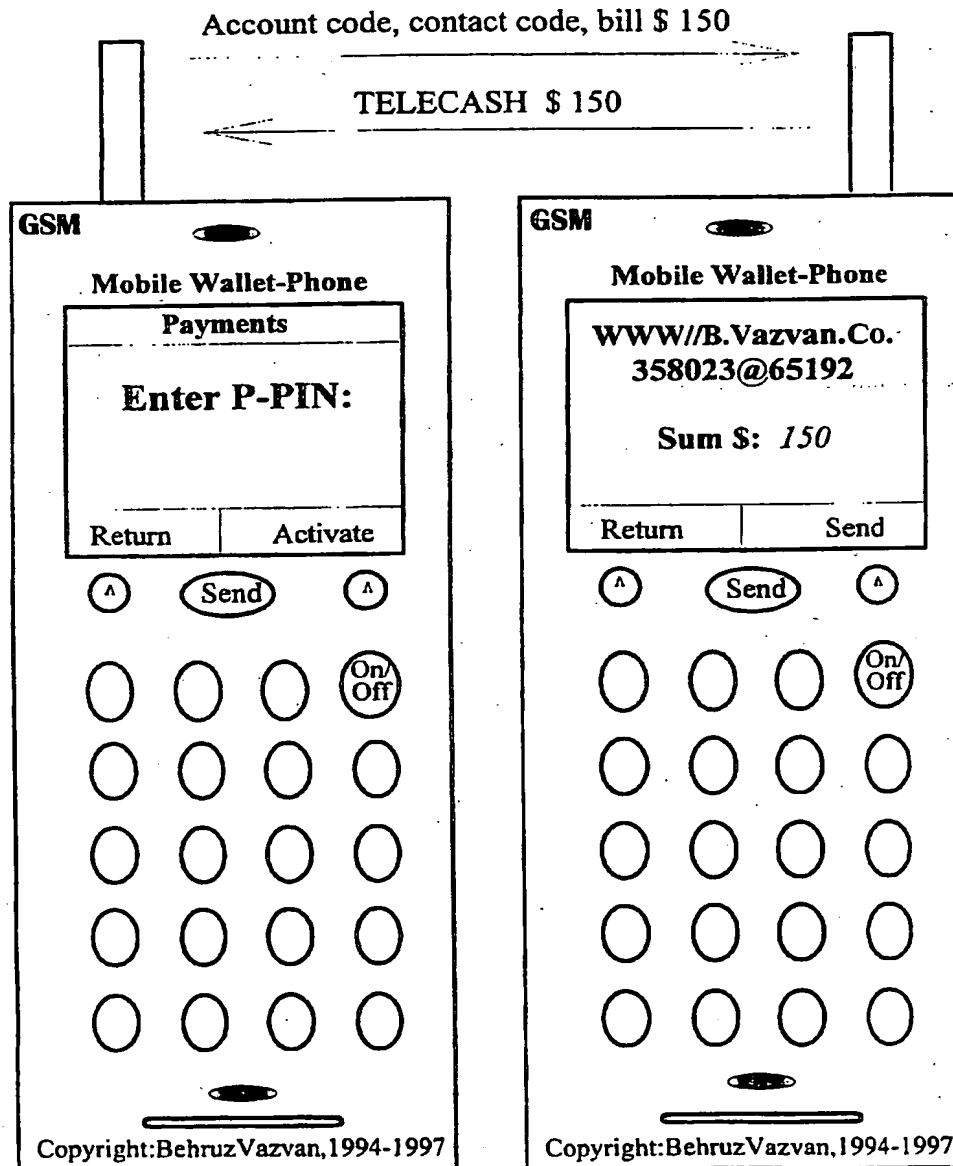 Account code, contact code, bill $ 150
TELECASH $ 150
GSM
Mobile Wallet-Phone
Payments
Enter P-PIN:
Return Activate
^ Send ^
On/
Off
Copyright:BehruzVazvan,1994-1997
GSM
Mobile Wallet-Phone
WWW//B.Vazvan.Co.
358023@65192
Sum $: 150
Return Send
^ Send ^
On/
Off
Copyright:BehruzVazvan,1994-1997